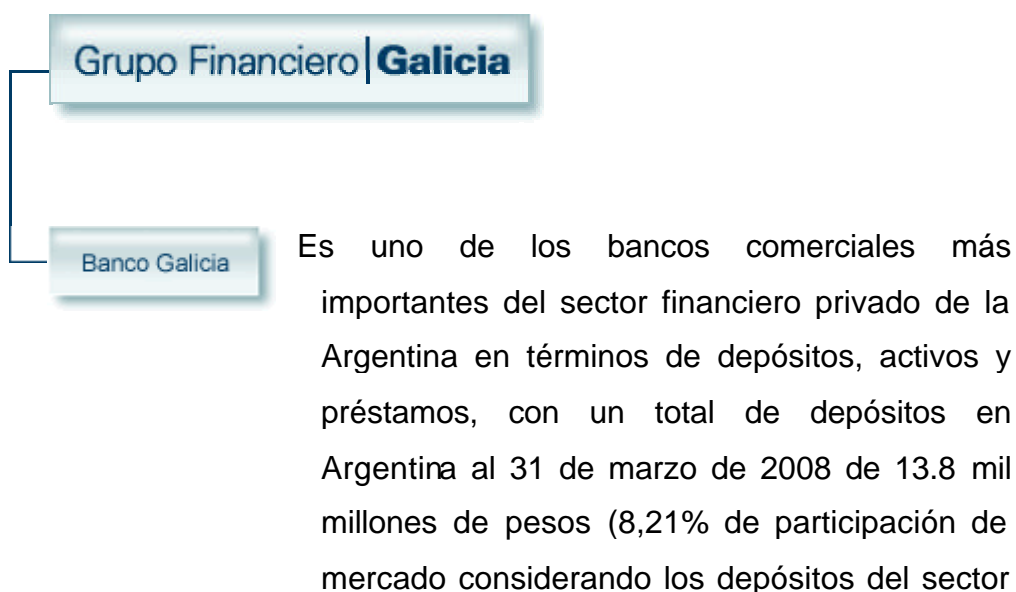 Grupo Financiero|Galicia
Banco Galicia
Es uno de los bancos comerciales más
importantes del sector financiero privado de la
Argentina en términos de depósitos, activos y
préstamos, con un total de depósitos en
Argentina al 31 de marzo de 2008 de 13.8 mil
millones de pesos (8,21% de participación de
mercado considerando los depósitos del sector